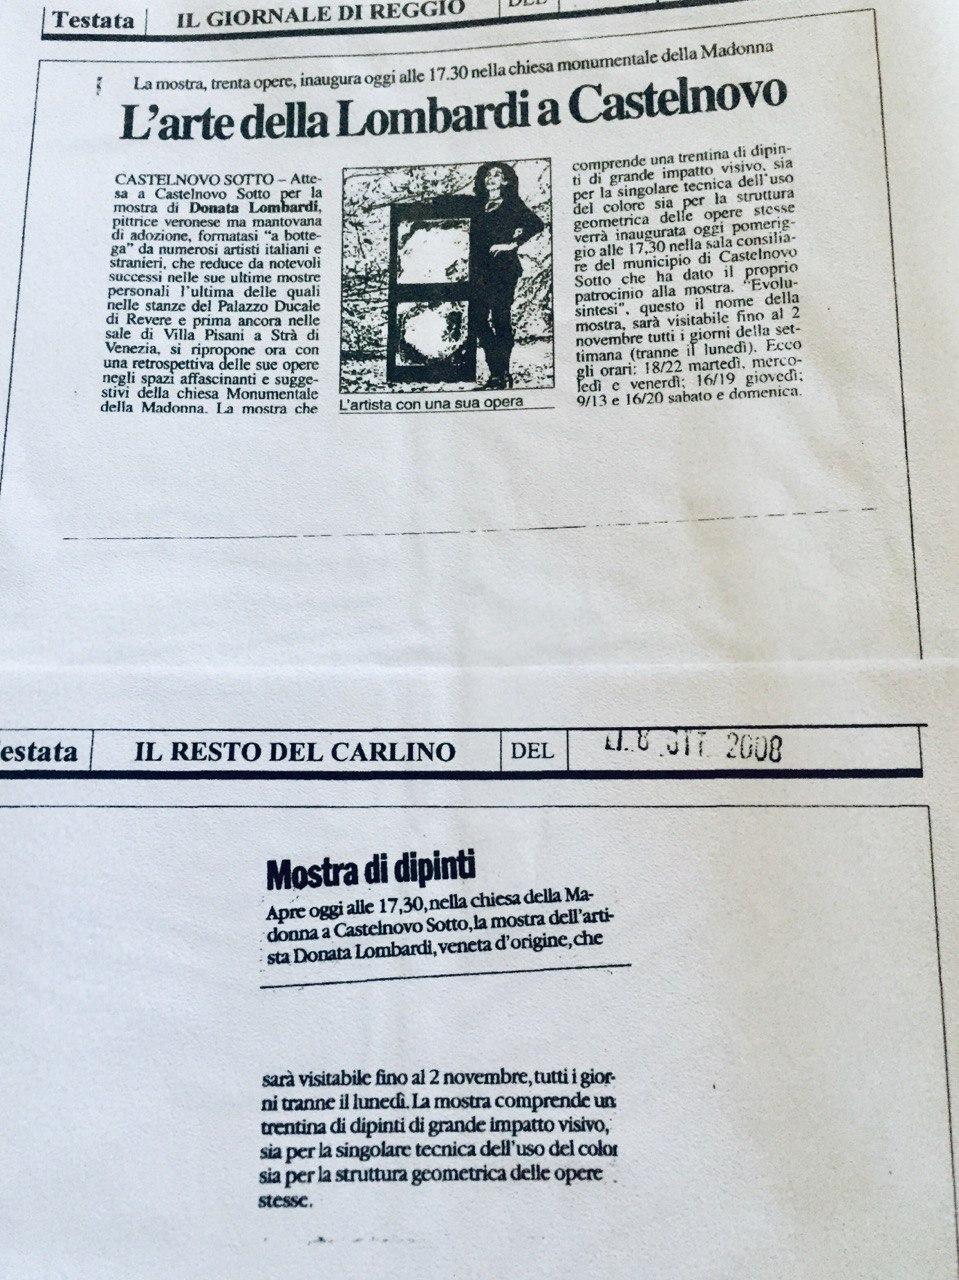 Testata IL GIORNALE DI REGGIO DEL
La mostra, trenta opere, inaugura oggi alle 17.30 nella chiesa monumentale della Madonna
L'arte della Lombardi a Castelnovo
CASTELNOVO SOTTO – Atte-
sa a Castelnovo Sotto per la
mostra di Donata Lombardi,
pittrice veronese ma mantovana
di adozione, formatasi "a botte-
ga" da numerosi artisti italiani e
stranieri, che reduce da notevoli
successi nelle sue ultime mostre
personali l'ultima delle quali
nelle stanze del Palazzo Ducale
di Revere e prima ancora nelle
sale di Villa Pisani a Strà di
Venezia, si ripropone ora con
una retrospettiva delle sue opere
negli spazi affascinanti e sugge-
stivi della chiesa Monumentale
della Madonna. La mostra che
L'artista con una sua opera
comprende una trentina di dipin-
ti di grande impatto visivo, sia
per la singolare tecnica dell'uso
del colore sia per la struttura
geometrica delle opere stesse
verrà inaugurata oggi pomerig-
gio alle 17,30 nella sala consilia-
re del municipio di Castelnovo
Sotto che ha dato il proprio
patrocinio alla mostra. "Evolu-
sintesi", questo il nome della
mostra, sarà visitabile fino al 2
novembre tutti i giorni della set-
timana (tranne il lunedì). Ecco
gli orari: 18/22 martedì, merco-
ledì e venerdì; 16/19 giovedì;
9/13 e 16/20 sabato e domenica.
estata IL RESTO DEL CARLINO DEL 2008
Mostra di dipinti
Apre oggi alle 17,30, nella chiesa della Ma-
donna a Castelnovo Sotto, la mostra dell'arti-
sta Donata Lombardi, veneta d'origine, che
sarà visitabile fino al 2 novembre, tutti i gior-
ni tranne il lunedì. La mostra comprende un
trentina di dipinti di grande impatto visivo,
sia per la singolare tecnica dell'uso del color
sia per la struttura geometrica delle opere
stesse.